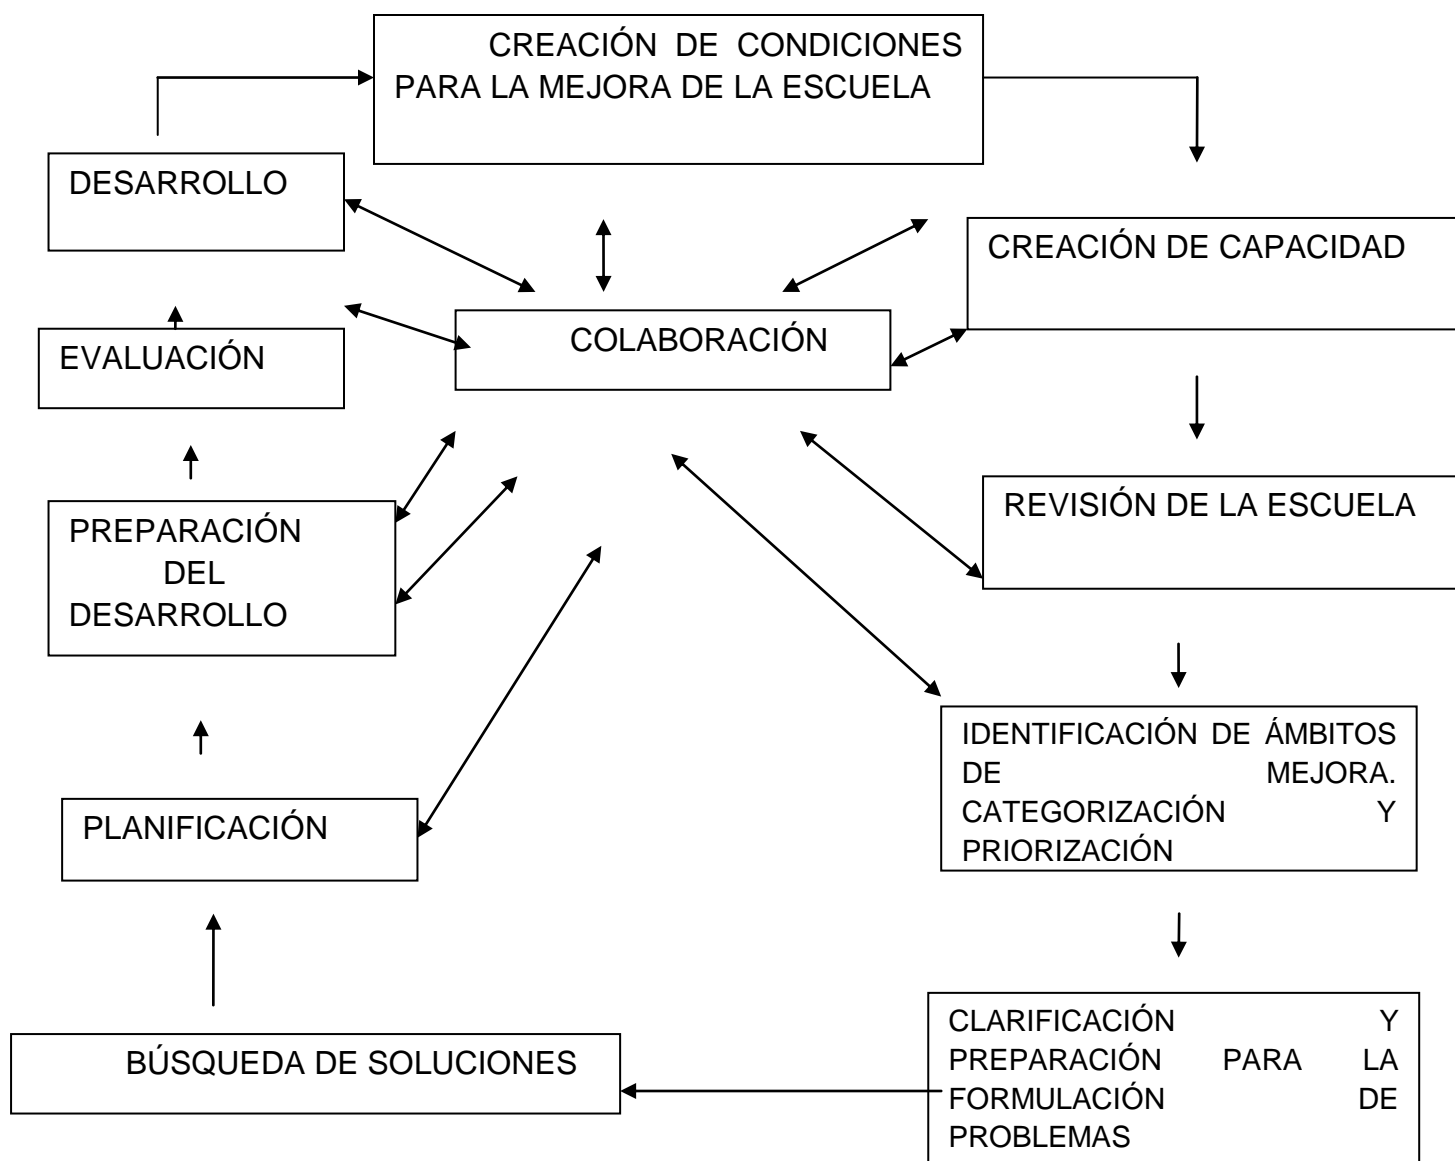 CREACIÓN DE CONDICIONES
PARA LA MEJORA DE LA ESCUELA
DESARROLLO
CREACIÓN DE CAPACIDAD
COLABORACIÓN
EVALUACIÓN
REVISIÓN DE LA ESCUELA
PREPARACIÓN
DEL
DESARROLLO
IDENTIFICACIÓN DE ÁMBITOS
DE MEJORA.
CATEGORIZACIÓN Y
PRIORIZACIÓN
PLANIFICACIÓN
CLARIFICACIÓN Y
PREPARACIÓN PARA LA
FORMULACIÓN DE
PROBLEMAS
BÚSQUEDA DE SOLUCIONES